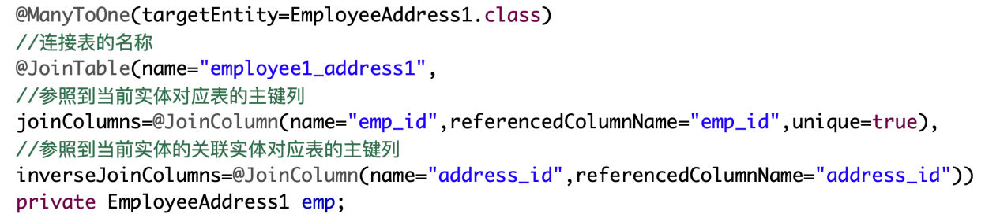 @ManyToOne(targetEntity=EmployeeAddress1.class)
//连接表的名称
@JoinTable(name="employee1_address1",
//参照到当前实体对应表的主键列
joinColumns=@JoinColumn(name="emp_id",referencedColumnName="emp_id",unique=true),
//参照到当前实体的关联实体对应表的主键列
inverseJoinColumns=@JoinColumn(name="address_id",referencedColumnName="address_id"))
private EmployeeAddress1 emp;